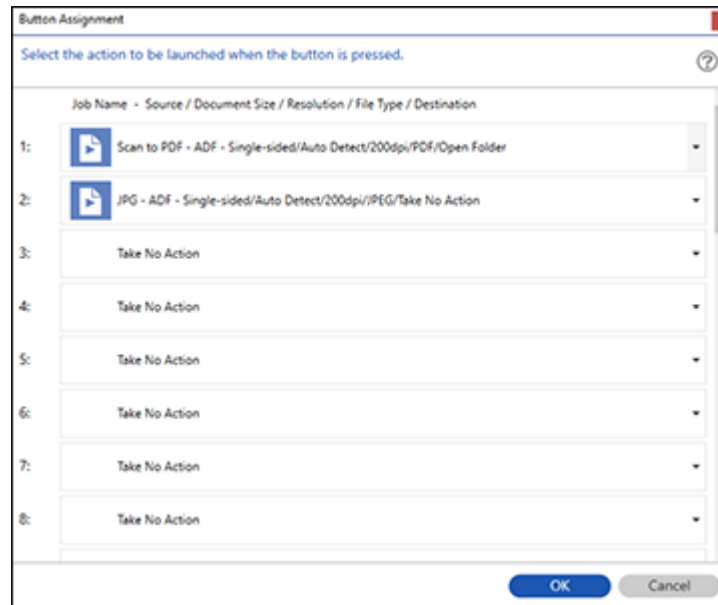 Button Assignment
Select the action to be launched when the button is pressed.
?
Job Name - Source / Document Size / Resolution / File Type / Destination
1: Scan to PDF - ADF - Single-sided/Auto Detect/200dpi/PDF/Open Folder
2: JPG - ADF - Single-sided/Auto Detect/200dpi/JPEG/Take No Action
3: Take No Action
4: Take No Action
5: Take No Action
6: Take No Action
7: Take No Action
8: Take No Action
OK Cancel